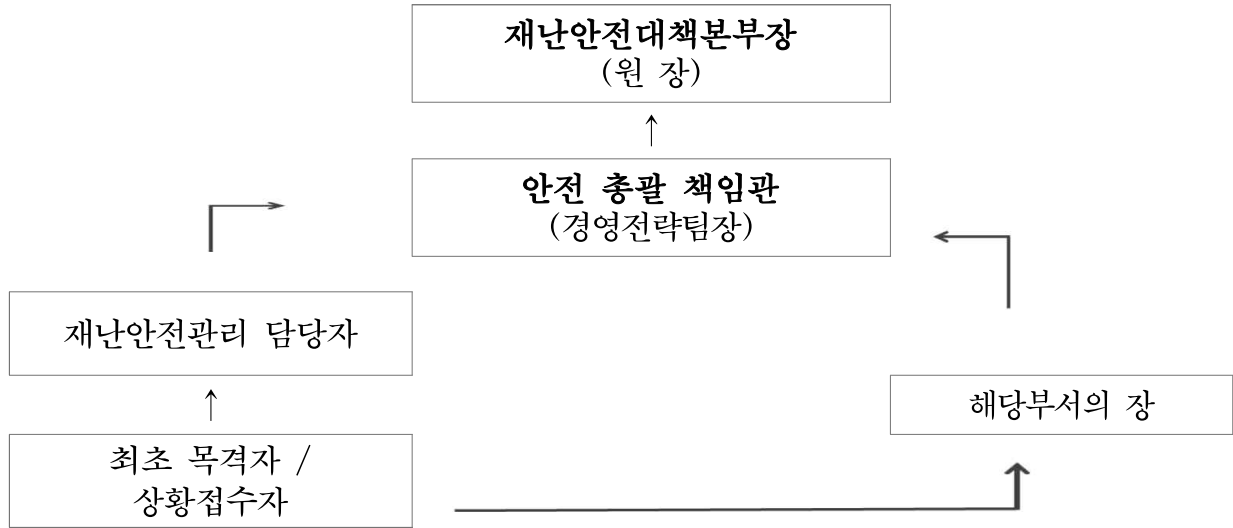 재난안전대책본부장
(원 장)
안전 총괄 책임관
(경영전략팀장)
재난안전관리 담당자
해당부서의 장
최초 목격자 /
상황접수자